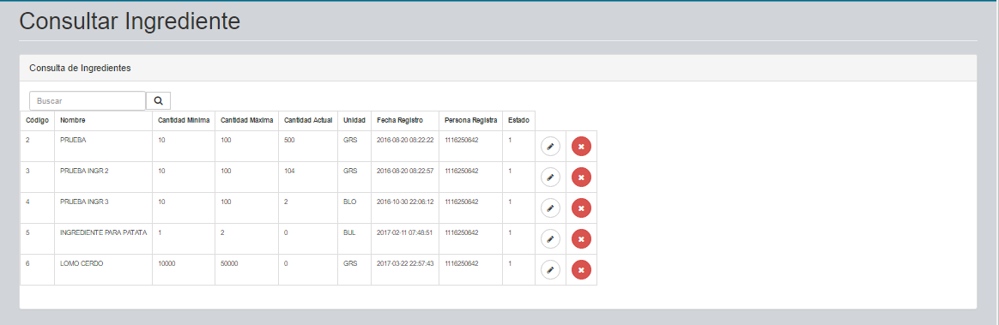 Consultar Ingrediente
Consulta de Ingredientes
Buscar
Código Nombre Cantidad Mínima Cantidad Máxima Cantidad Actual Unidad Fecha Registro Persona Registra Estado
2 PRUEBA 10 100 500 GRS 2016-08-20 08:22:22 1116250642 1
3 PRUEBA INGR 2 10 100 104 GRS 2016-08-20 08:22:57 1116250642 1
4 PRUEBA INGR 3 10 100 2 BLO 2016-10-30 22:06:12 1116250642 1
5 INGREDIENTE PARA PATATA 1 2 0 BUL 2017-02-11 07:48:51 1116250642 1
6 LOMO CERDO 10000 50000 0 GRS 2017-03-22 22:57:43 1116250642 1